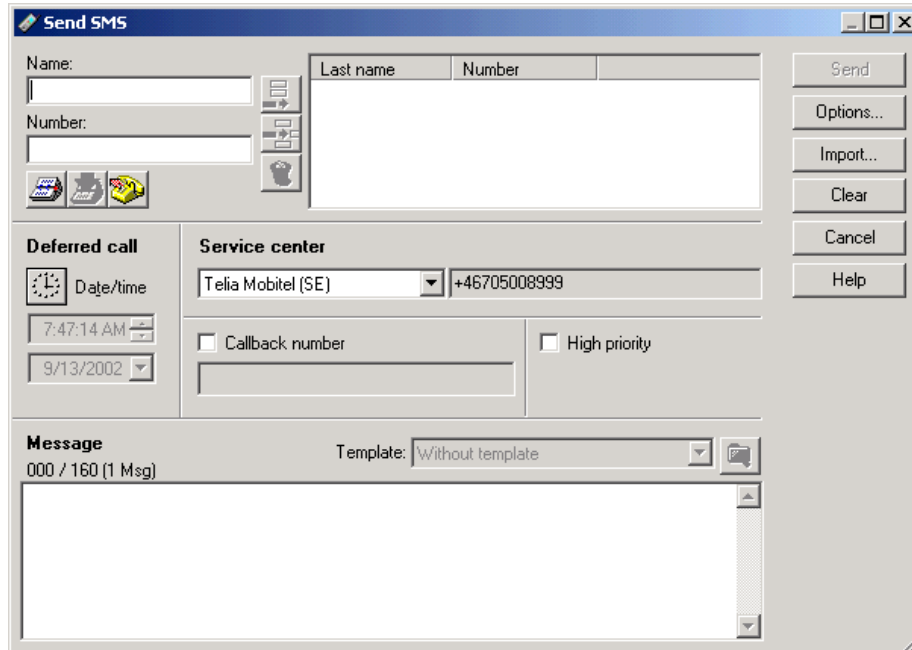 Send SMS
Name:
Last name Number
Send
Number:
Options...
Import...
Clear
Deferred call
Service center
Cancel
Date/time
Telia Mobitel (SE) +46705008999
Help
7:47:14 AM
Callback number
High priority
9/13/2002
Message
Template: Without template
000 / 160 (1 Msg)